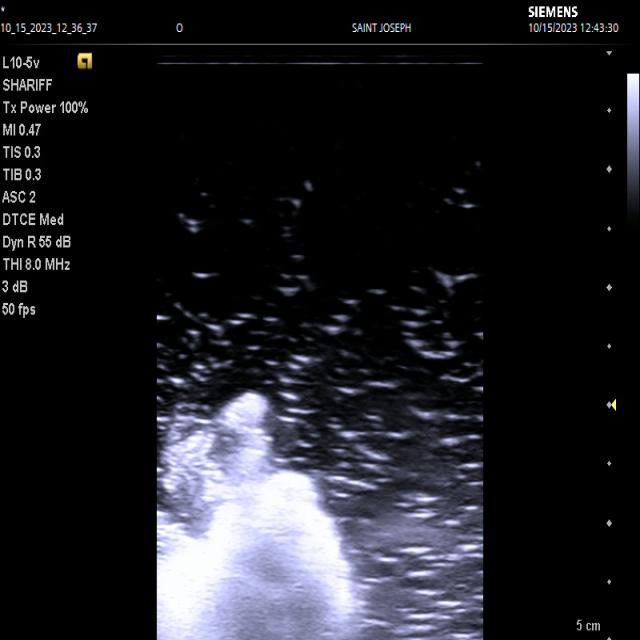 *
SIEMENS
10_15_2023_12_36_37 O SAINT JOSEPH 10/15/2023 12:43:30
L10-5v
SHARIFF
Tx Power 100%
MI 0.47
TIS 0.3
TIB 0.3
ASC 2
DTCE Med
Dyn R 55 dB
THI 8.0 MHz
3 dB
50 fps
5 cm